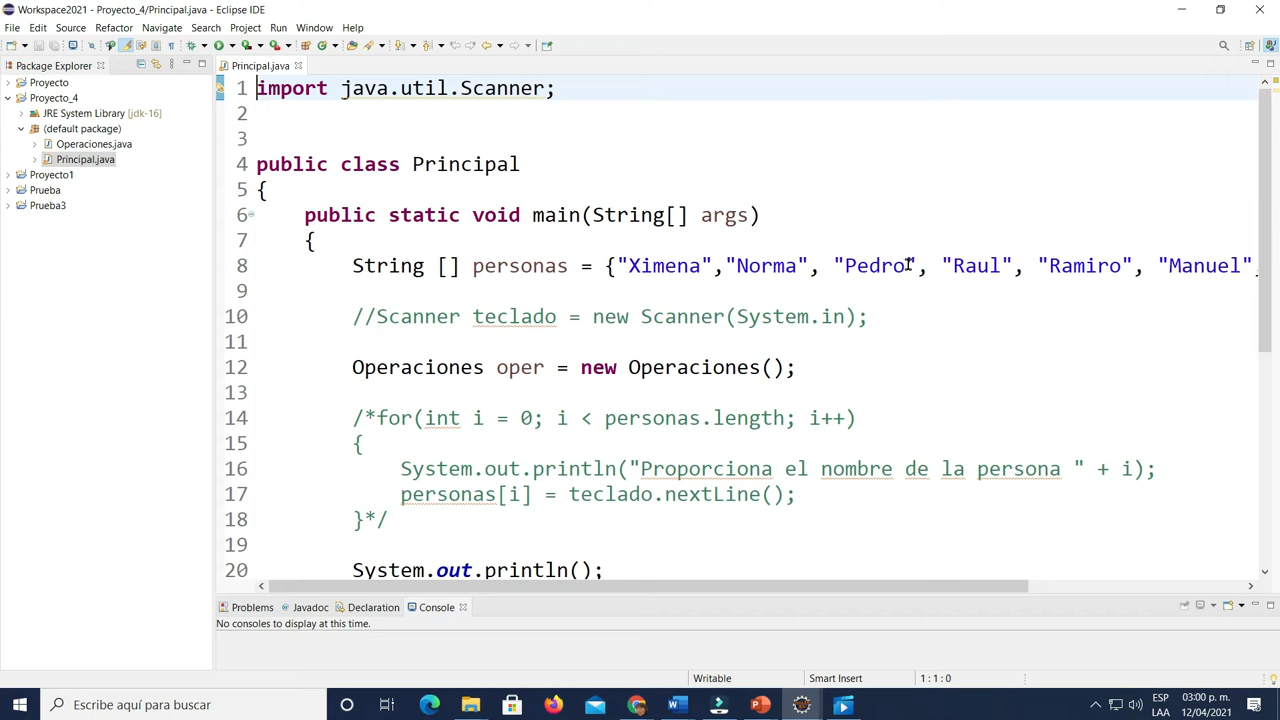 Workspace2021 - Proyecto_4/Principal.java - Eclipse IDE
File Edit Source Refactor Navigate Search Project Run Window Help
Package Explorer
Principal.java
Proyecto
Proyecto_4
JRE System Library [jdk-16]
(default package)
Operaciones.java
Principal.java
Proyecto1
Prueba
Prueba3
1 import java.util.Scanner;
2
3
4 public class Principal
5 {
6 public static void main(String[] args)
7 {
8 String [] personas = {"Ximena","Norma", "Pedro", "Raul", "Ramiro", "Manuel",
9
10 //Scanner teclado = new Scanner(System.in);
11
12 Operaciones oper = new Operaciones();
13
14 /*for(int i = 0; i < personas.length; i++)
15 {
16 System.out.println("Proporciona el nombre de la persona " + i);
17 personas[i] = teclado.nextLine();
18 }*/
19
20 System.out.println();
Problems Javadoc Declaration Console
No consoles to display at this time.
Writable Smart Insert 1 : 1 : 0
Escribe aquí para buscar
ESP 03:00 p. m.
LAA 12/04/2021